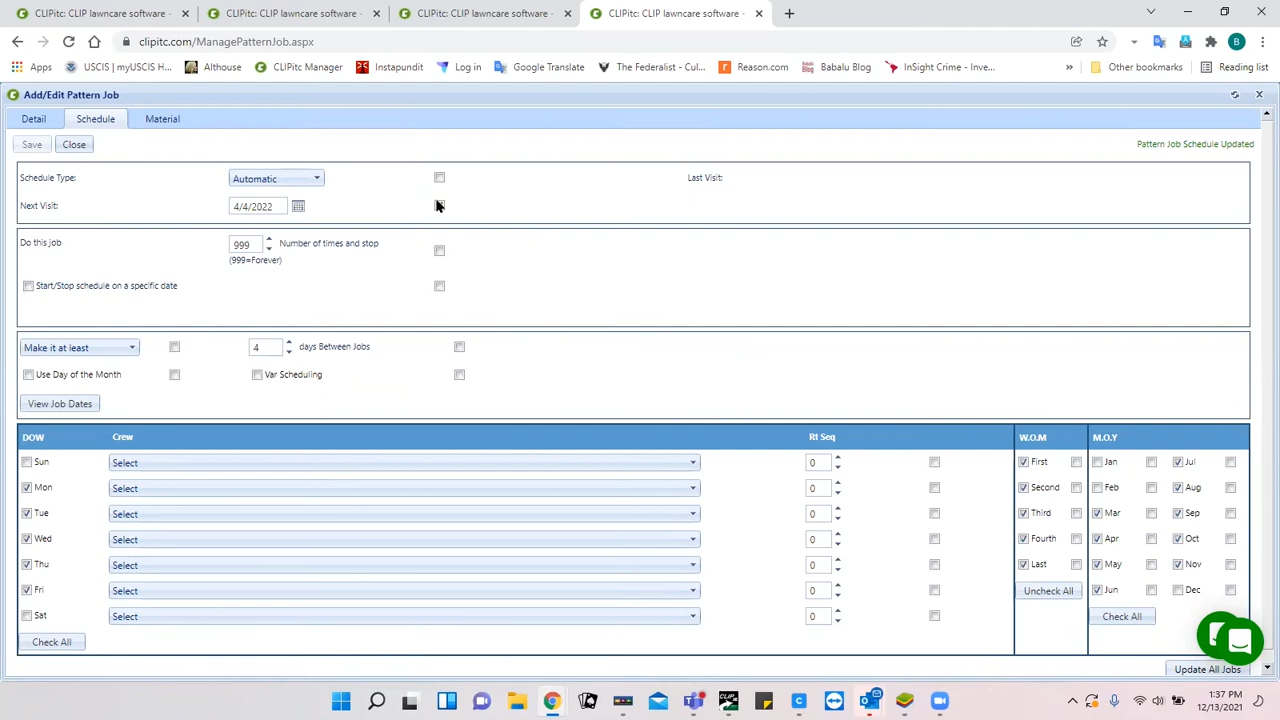 CLIPitc: CLIP lawncare software - CLIPitc: CLIP lawncare software - CLIPitc: CLIP lawncare software - CLIPitc: CLIP lawncare software -
clipitc.com/ManagePatternJob.aspx B
Apps USCIS | myUSCIS H... Althouse CLIPitc Manager Instapundit Log in Google Translate The Federalist - Cul... Reason.com Babalu Blog InSight Crime - Inve... » Other bookmarks Reading list
Add/Edit Pattern Job
Detail Schedule Material
Save Close Pattern Job Schedule Updated
Schedule Type: Automatic Last Visit:
Next Visit: 4/4/2022
Do this job 999 Number of times and stop
(999=Forever)
Start/Stop schedule on a specific date
Make it at least 4 days Between Jobs
Use Day of the Month Var Scheduling
View Job Dates
DOW Crew Rt Seq W.O.M M.O.Y
Sun Select 0 First Jan Jul
Mon Select 0 Second Feb Aug
Tue Select 0 Third Mar Sep
Wed Select 0 Fourth Apr Oct
Thu Select 0 Last May Nov
Fri Select 0 Uncheck All Jun Dec
Sat Select 0 Check All
Check All
Update All Jobs
1:37 PM
12/13/2021